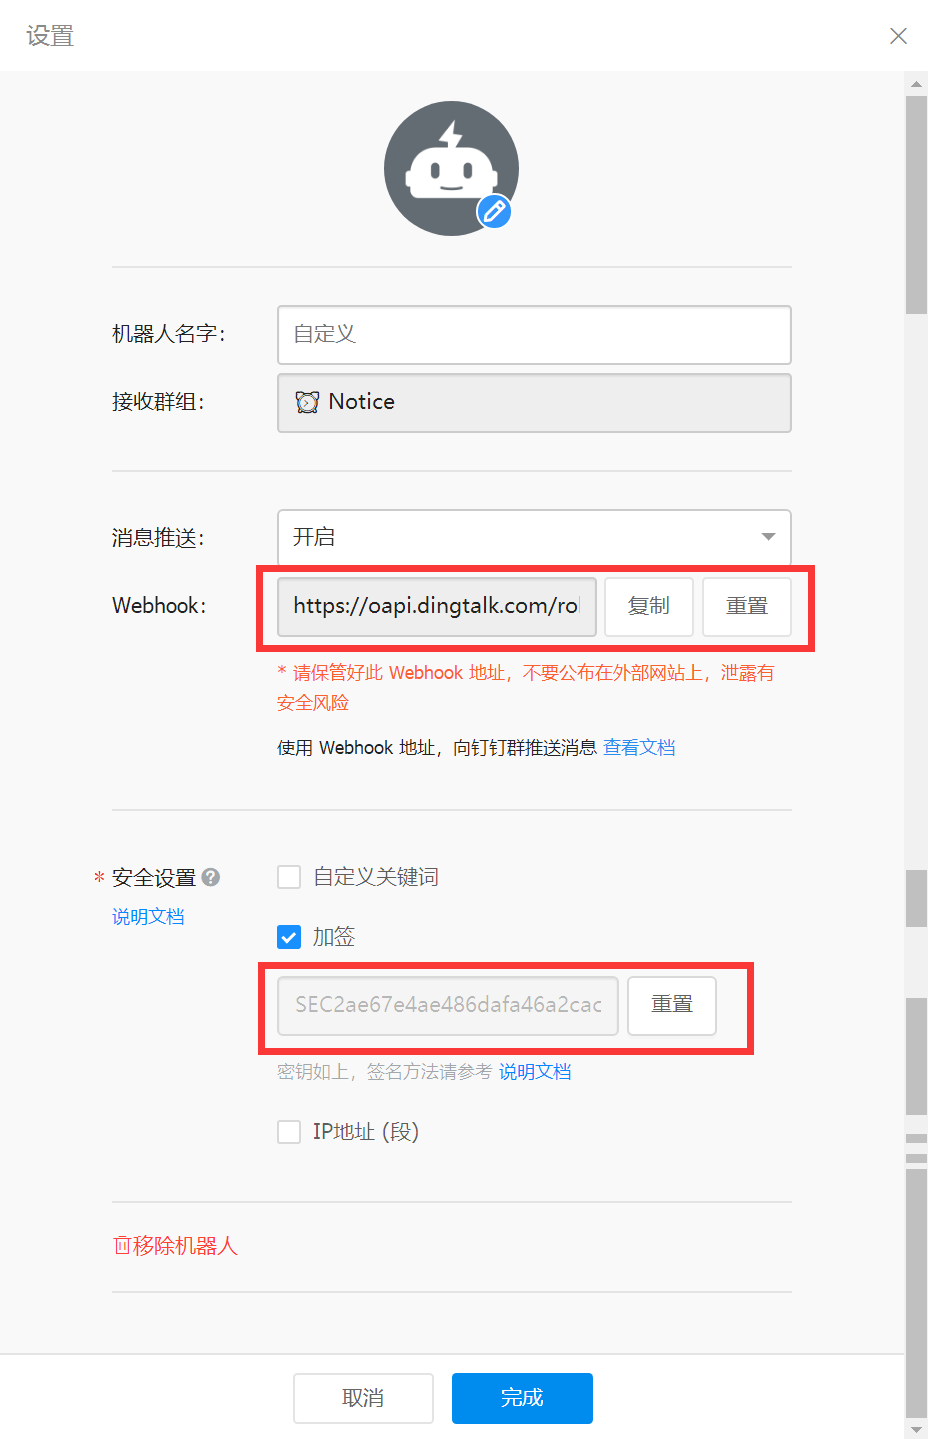 设置
机器人名字：
自定义
接收群组：
⏰ Notice
消息推送：
开启
Webhook：
https://oapi.dingtalk.com/ro
复制
重置
* 请保管好此 Webhook 地址，不要公布在外部网站上，泄露有
安全风险
使用 Webhook 地址，向钉钉群推送消息 查看文档
* 安全设置 ?
自定义关键词
说明文档
加签
SEC2ae67e4ae486dafa46a2cac
重置
密钥如上，签名方法请参考 说明文档
IP地址 (段)
移除机器人
取消
完成